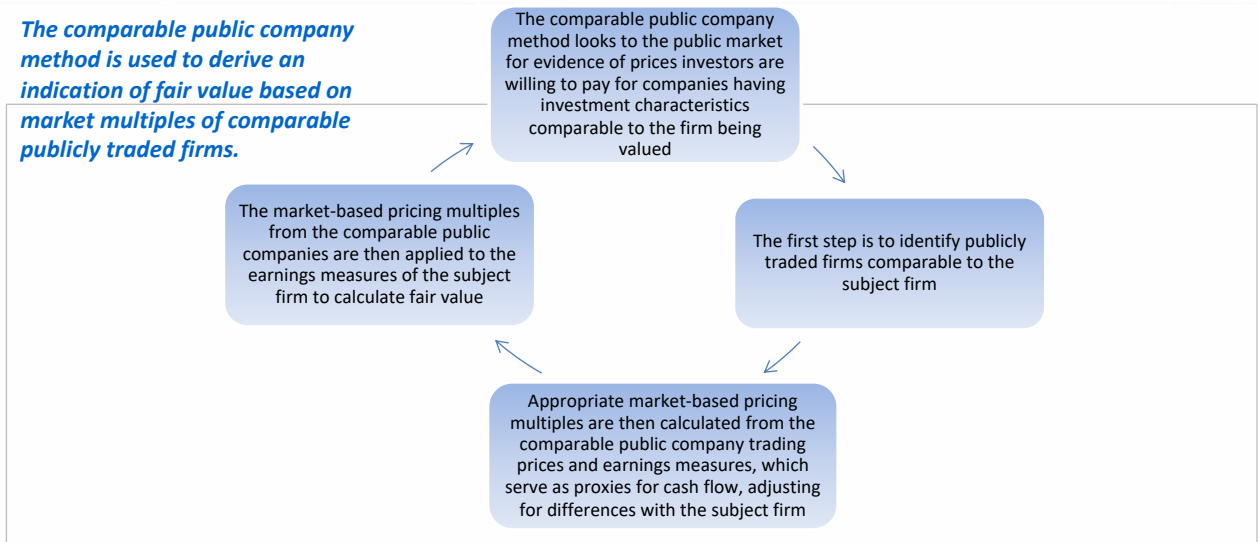 The comparable public company
method is used to derive an
indication of fair value based on
market multiples of comparable
publicly traded firms.
The comparable public company
method looks to the public market
for evidence of prices investors are
willing to pay for companies having
investment characteristics
comparable to the firm being
valued
The first step is to identify publicly
traded firms comparable to the
subject firm
Appropriate market-based pricing
multiples are then calculated from the
comparable public company trading
prices and earnings measures, which
serve as proxies for cash flow, adjusting
for differences with the subject firm
The market-based pricing multiples
from the comparable public
companies are then applied to the
earnings measures of the subject
firm to calculate fair value